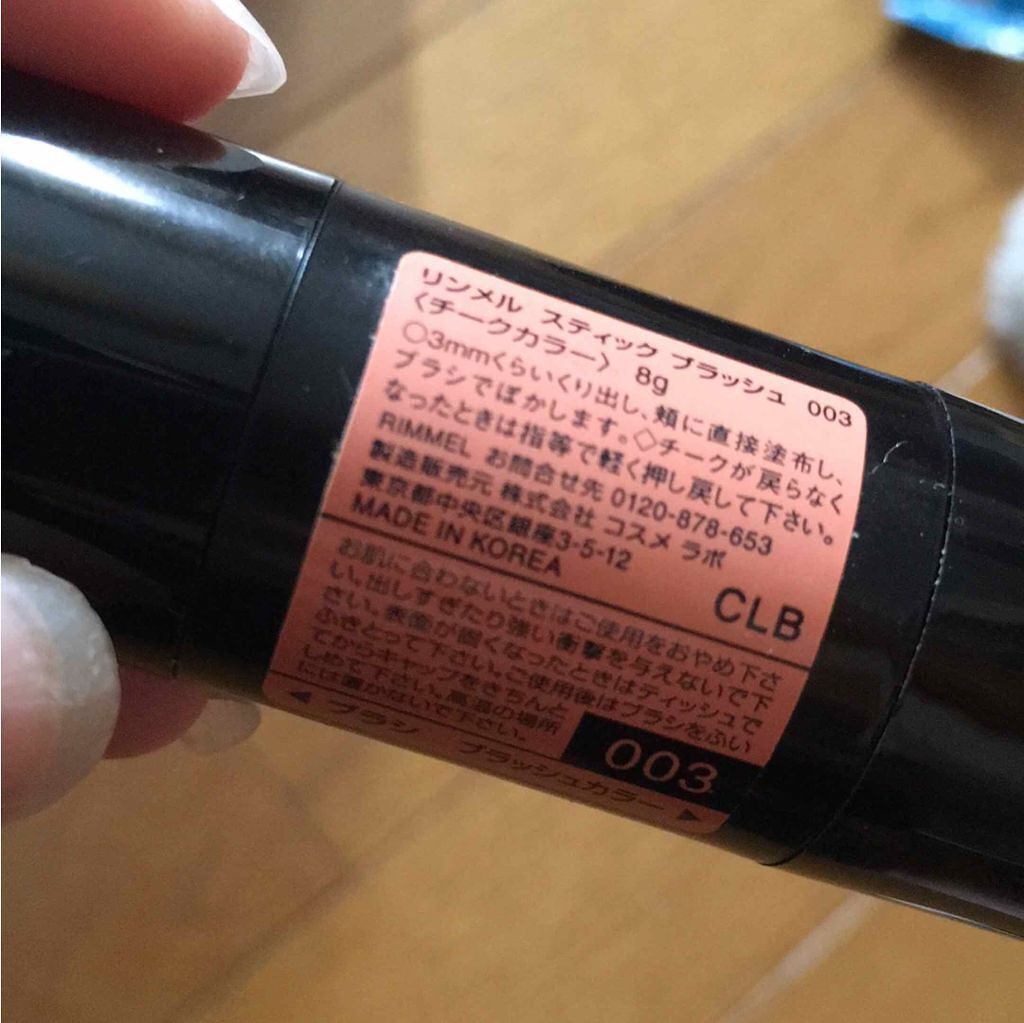 リンメル スティック ブラッシュ 003
〈チークカラー〉 8g
○3mmくらいくり出し、頬に直接塗布し、
ブラシでぼかします。◇チークが戻らなく
なったときは指等で軽く押し戻して下さい。
RIMMEL お問合せ先 0120-878-653
製造販売元 株式会社 コスメ ラボ
東京都中央区銀座3-5-12
MADE IN KOREA
CLB
お肌に合わないときはご使用をおやめ下さ
い。出しすぎたり強い衝撃を与えないで下
さい。表面が固くなったときはティッシュで
ふきとって下さい。ご使用後はブラシをふい
てからキャップをきちんと
しめて下さい。高温の場所
には置かないで下さい。
003
◀ ブラシ ブラッシュカラー ▶